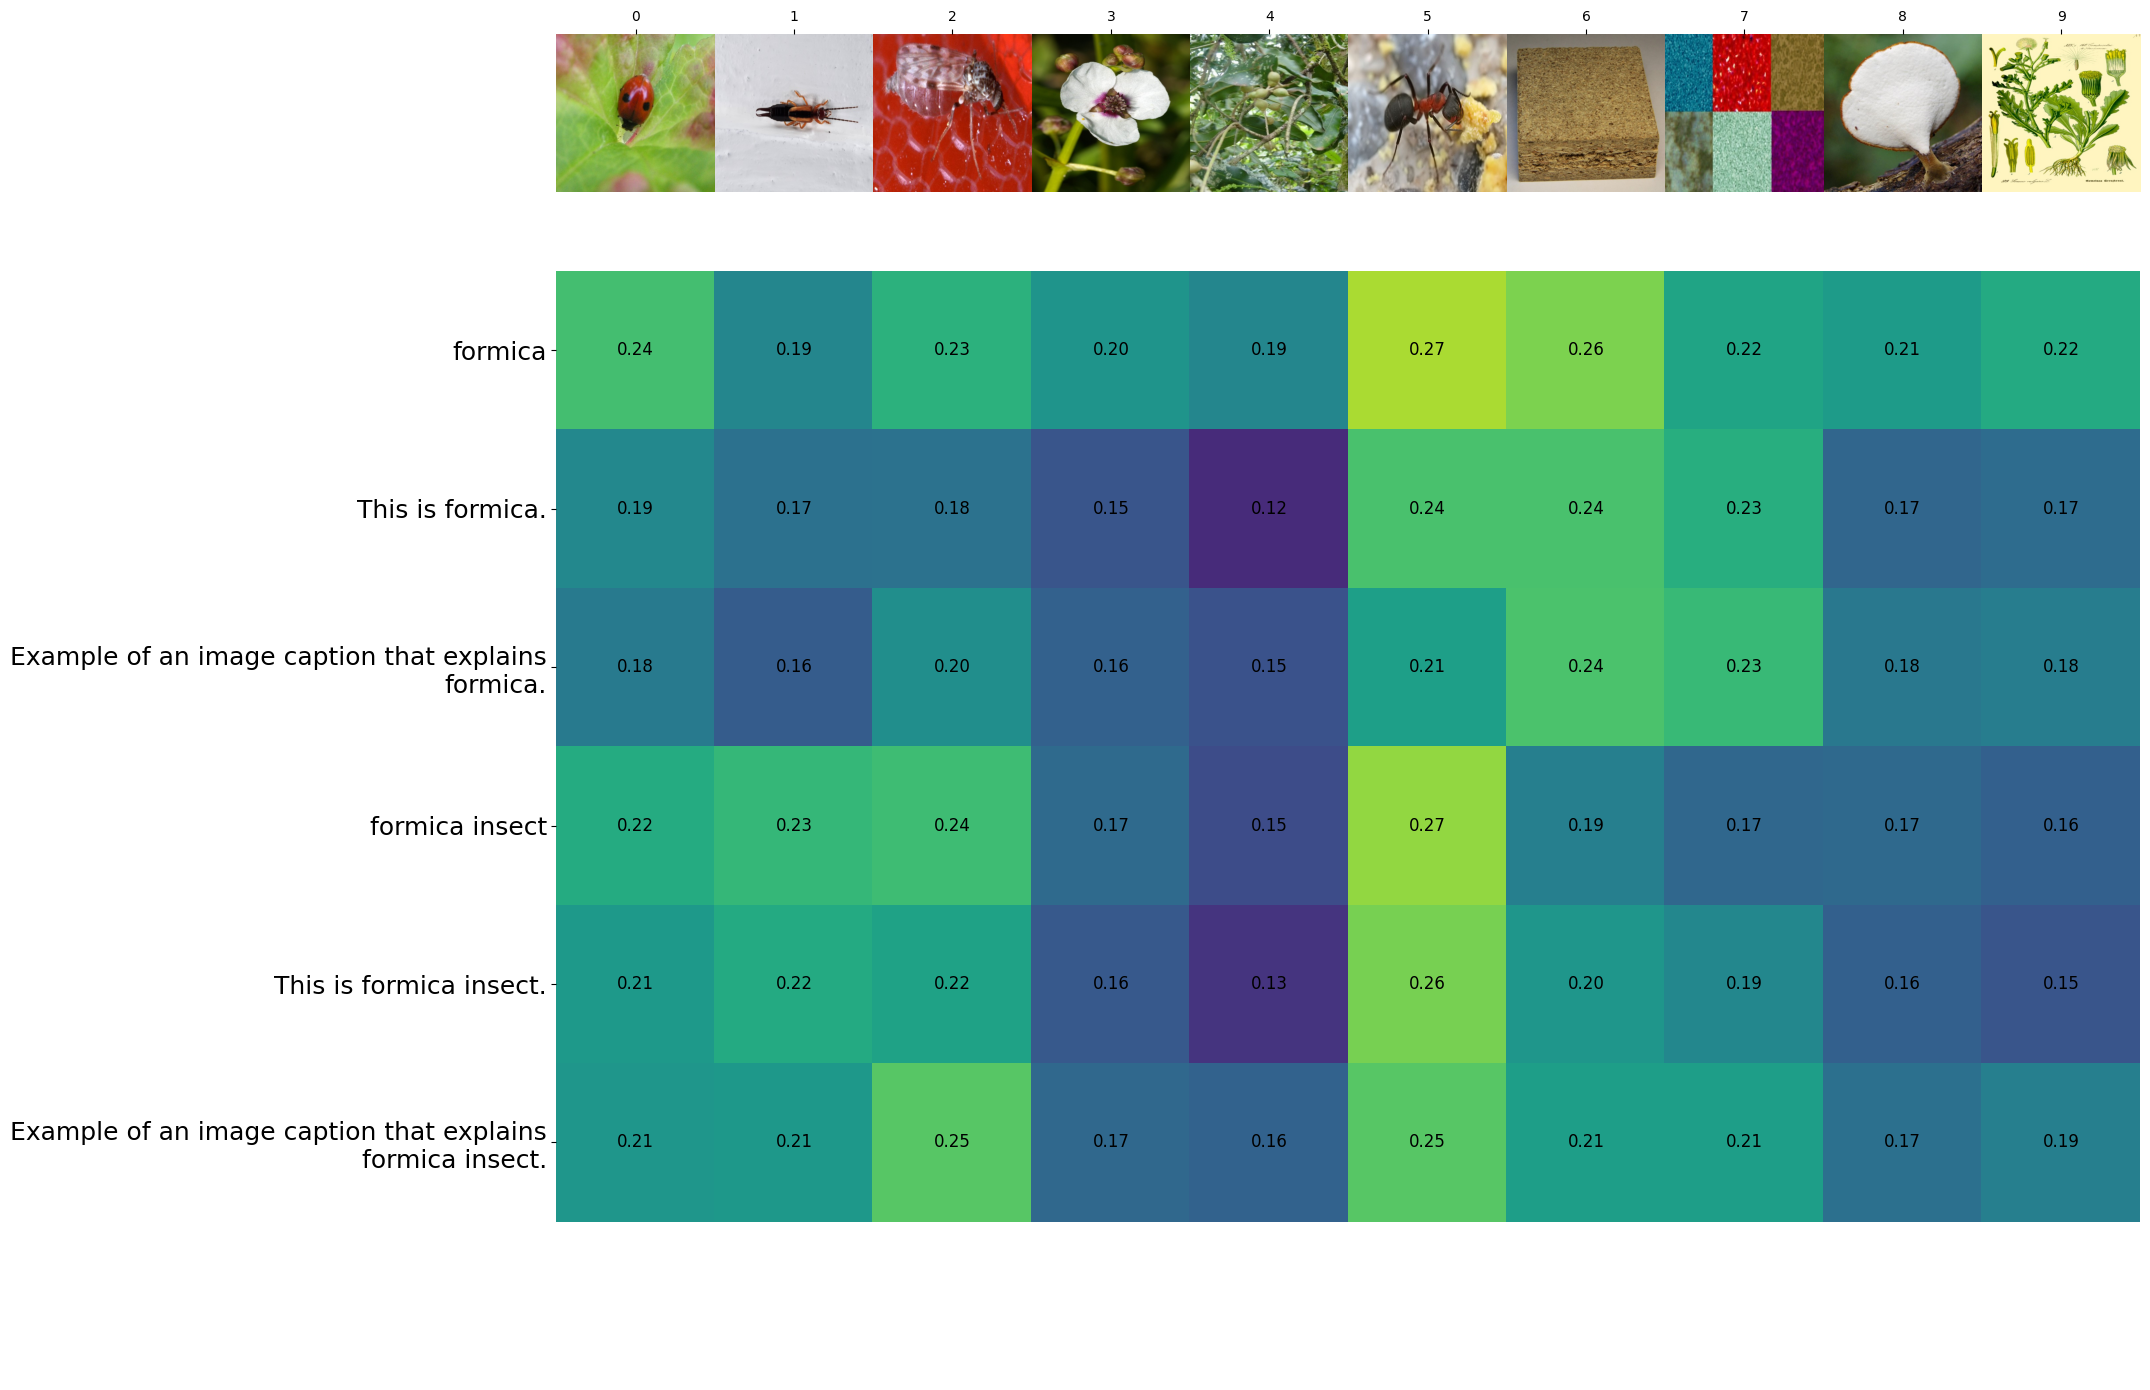 0 1 2 3 4 5 6 7 8 9
formica 0.24 0.19 0.23 0.20 0.19 0.27 0.26 0.22 0.21 0.22
This is formica. 0.19 0.17 0.18 0.15 0.12 0.24 0.24 0.23 0.17 0.17
Example of an image caption that explains
formica. 0.18 0.16 0.20 0.16 0.15 0.21 0.24 0.23 0.18 0.18
formica insect 0.22 0.23 0.24 0.17 0.15 0.27 0.19 0.17 0.17 0.16
This is formica insect. 0.21 0.22 0.22 0.16 0.13 0.26 0.20 0.19 0.16 0.15
Example of an image caption that explains
formica insect. 0.21 0.21 0.25 0.17 0.16 0.25 0.21 0.21 0.17 0.19